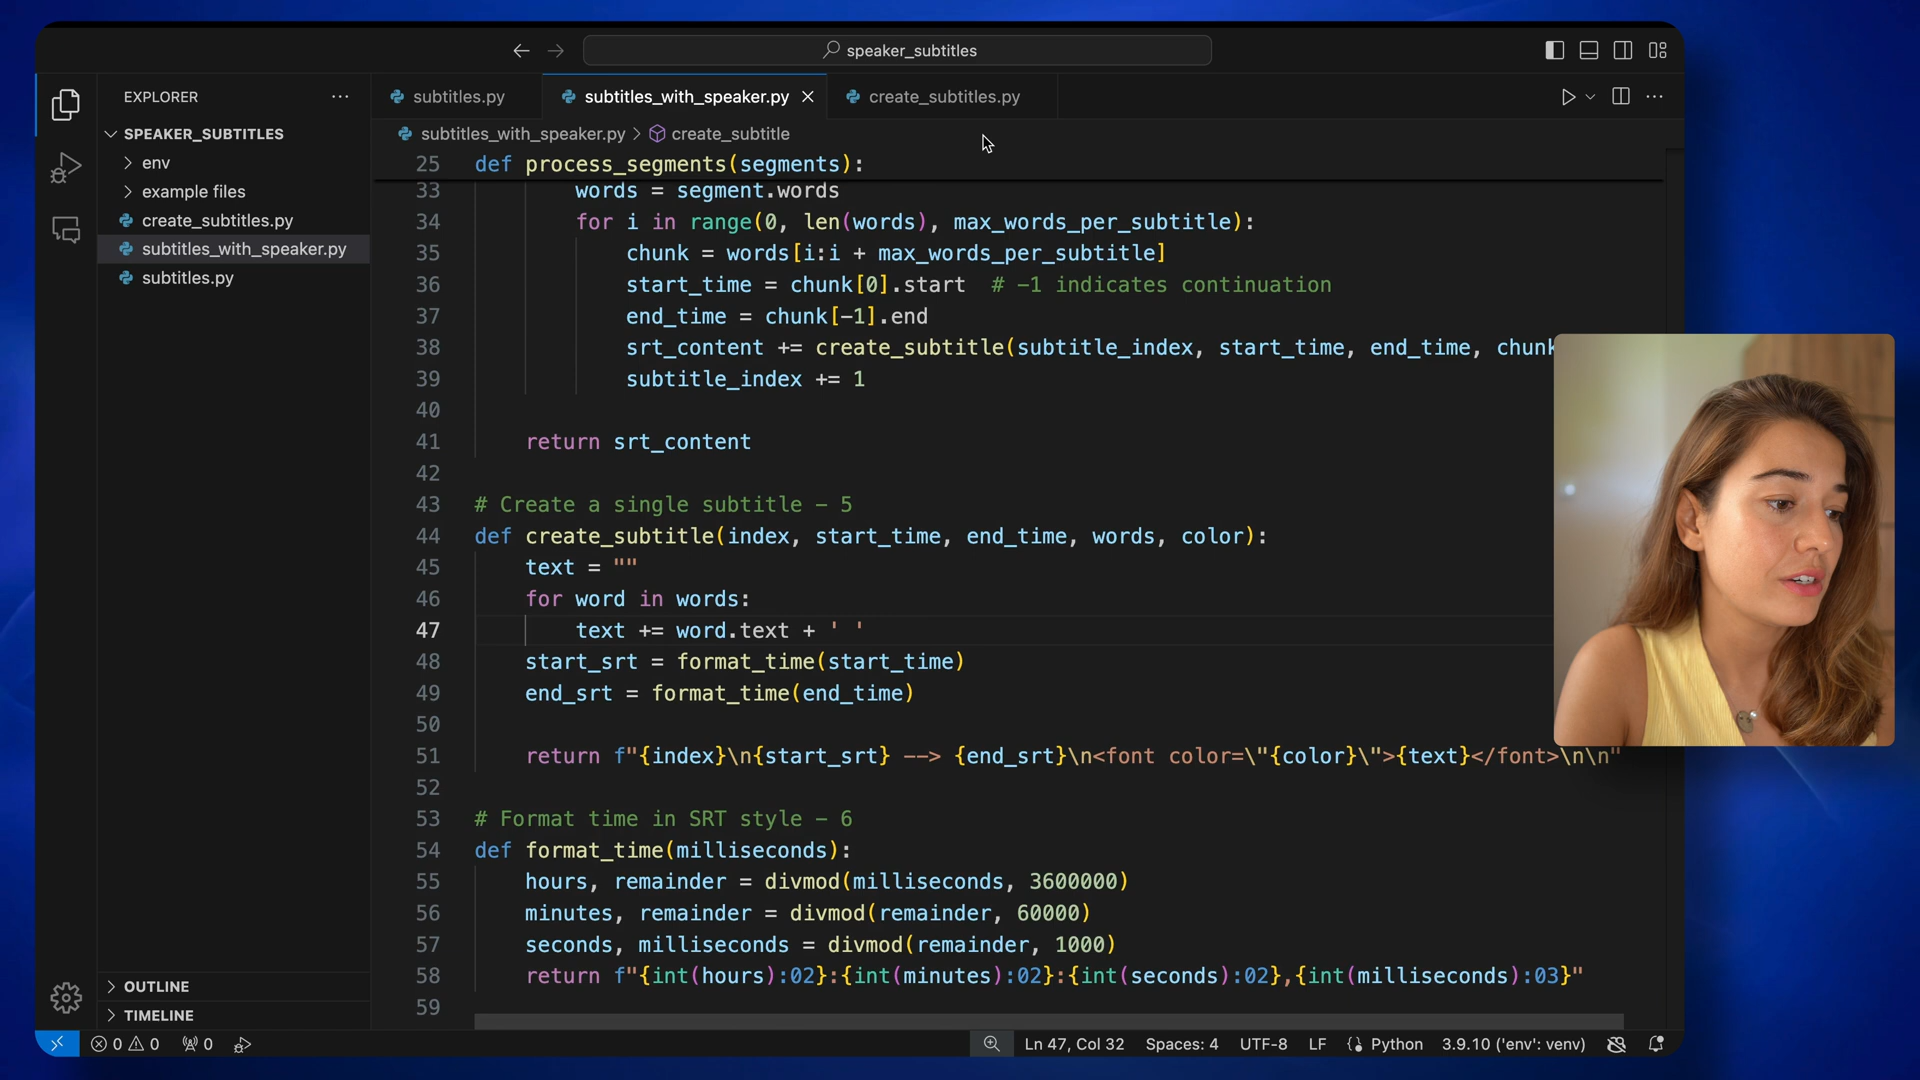 speaker_subtitles
EXPLORER
SPEAKER_SUBTITLES
env
example files
create_subtitles.py
subtitles_with_speaker.py
subtitles.py
OUTLINE
TIMELINE
subtitles.py
subtitles_with_speaker.py
create_subtitles.py
subtitles_with_speaker.py > create_subtitle
25 def process_segments(segments):
33 words = segment.words
34 for i in range(0, len(words), max_words_per_subtitle):
35 chunk = words[i:i + max_words_per_subtitle]
36 start_time = chunk[0].start  # -1 indicates continuation
37 end_time = chunk[-1].end
38 srt_content += create_subtitle(subtitle_index, start_time, end_time, chunk
39 subtitle_index += 1
40
41 return srt_content
42
43 # Create a single subtitle - 5
44 def create_subtitle(index, start_time, end_time, words, color):
45 text = ""
46 for word in words:
47 text += word.text + ' '
48 start_srt = format_time(start_time)
49 end_srt = format_time(end_time)
50
51 return f"{index}\n{start_srt} --> {end_srt}\n<font color=\"{color}\">{text}</font>\n\n"
52
53 # Format time in SRT style - 6
54 def format_time(milliseconds):
55 hours, remainder = divmod(milliseconds, 3600000)
56 minutes, remainder = divmod(remainder, 60000)
57 seconds, milliseconds = divmod(remainder, 1000)
58 return f"{int(hours):02}:{int(minutes):02}:{int(seconds):02},{int(milliseconds):03}"
59
0 0 0 Ln 47, Col 32 Spaces: 4 UTF-8 LF Python 3.9.10 ('env': venv)